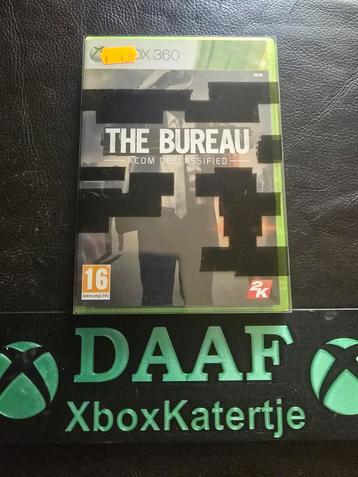 XBOX 360
THE BUREAU
XCOM DECLASSIFIED
16
www.pegi.info
2K
DAAF
XboxKatertje